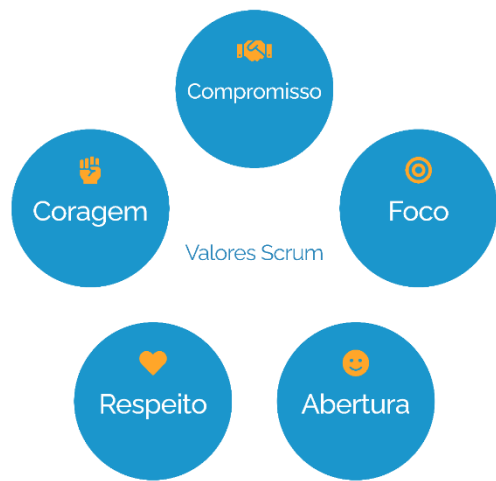 Compromisso
Coragem
Foco
Valores Scrum
Respeito
Abertura